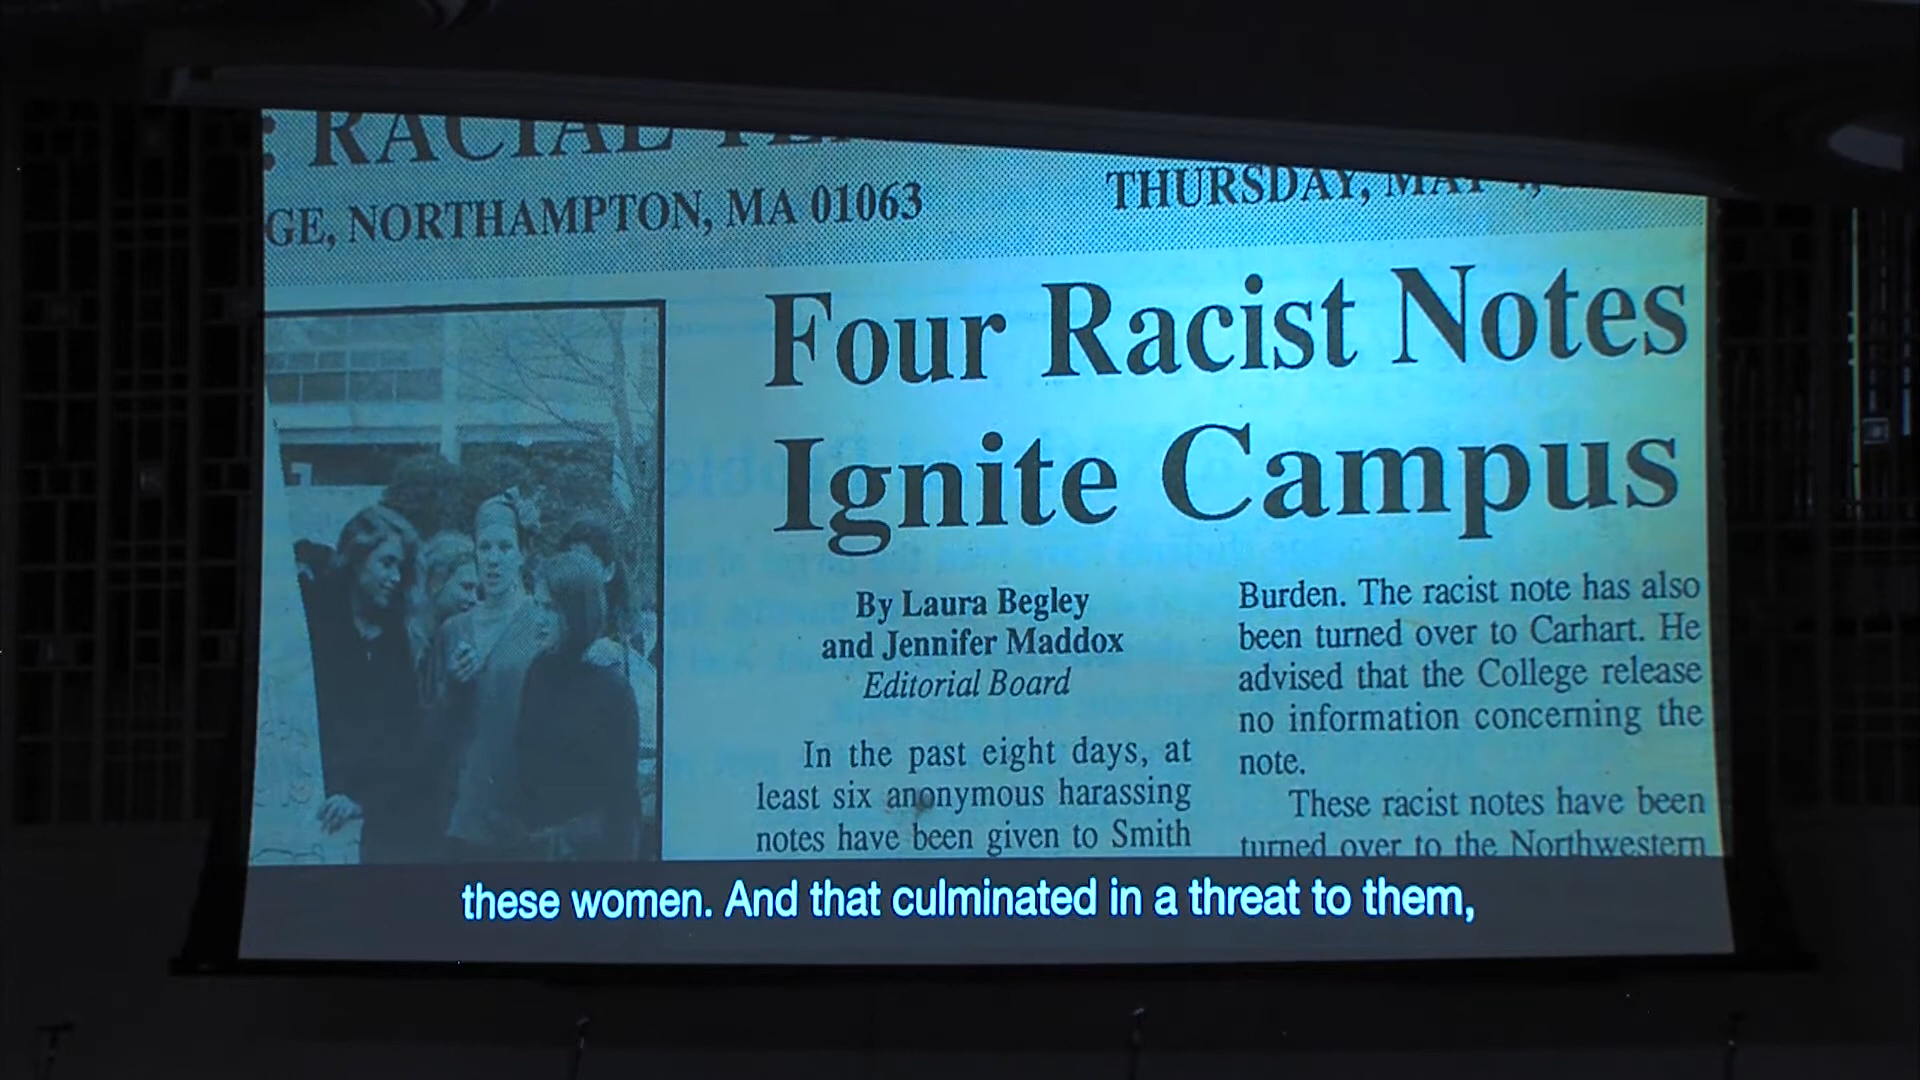 : RACIAL
GE, NORTHAMPTON, MA 01063
THURSDAY, MAY
Four Racist Notes
Ignite Campus
By Laura Begley
and Jennifer Maddox
Editorial Board
In the past eight days, at
least six anonymous harassing
notes have been given to Smith
Burden. The racist note has also
been turned over to Carhart. He
advised that the College release
no information concerning the
note.
These racist notes have been
turned over to the Northwestern
these women. And that culminated in a threat to them,